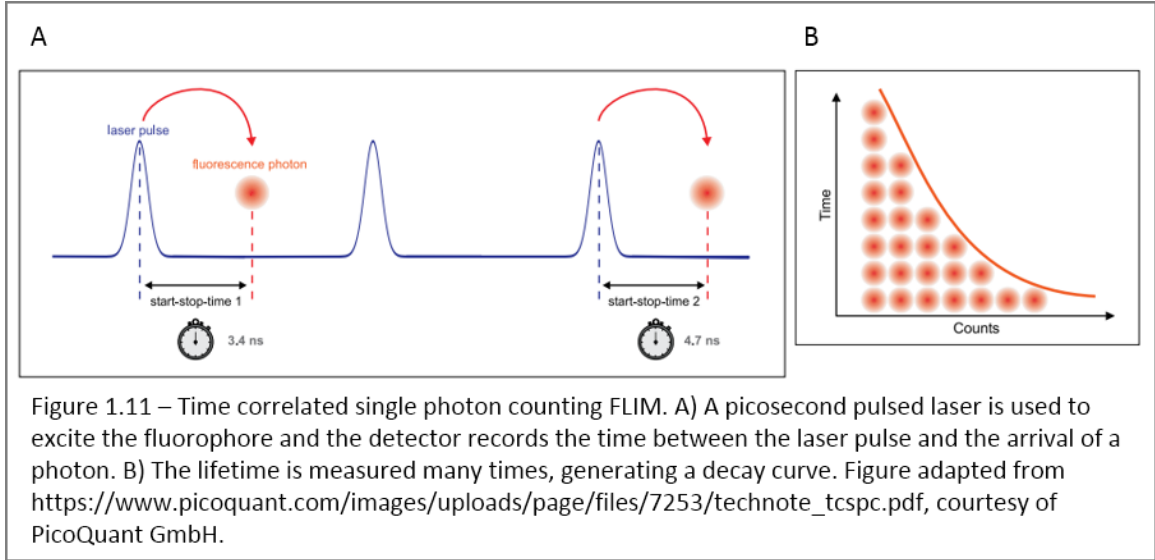 A
B
laser pulse
fluorescence photon
start-stop-time 1
start-stop-time 2
3.4 ns
4.7 ns
Time
Counts
Figure 1.11 – Time correlated single photon counting FLIM. A) A picosecond pulsed laser is used to
excite the fluorophore and the detector records the time between the laser pulse and the arrival of a
photon. B) The lifetime is measured many times, generating a decay curve. Figure adapted from
https://www.picoquant.com/images/uploads/page/files/7253/technote_tcspc.pdf, courtesy of
PicoQuant GmbH.